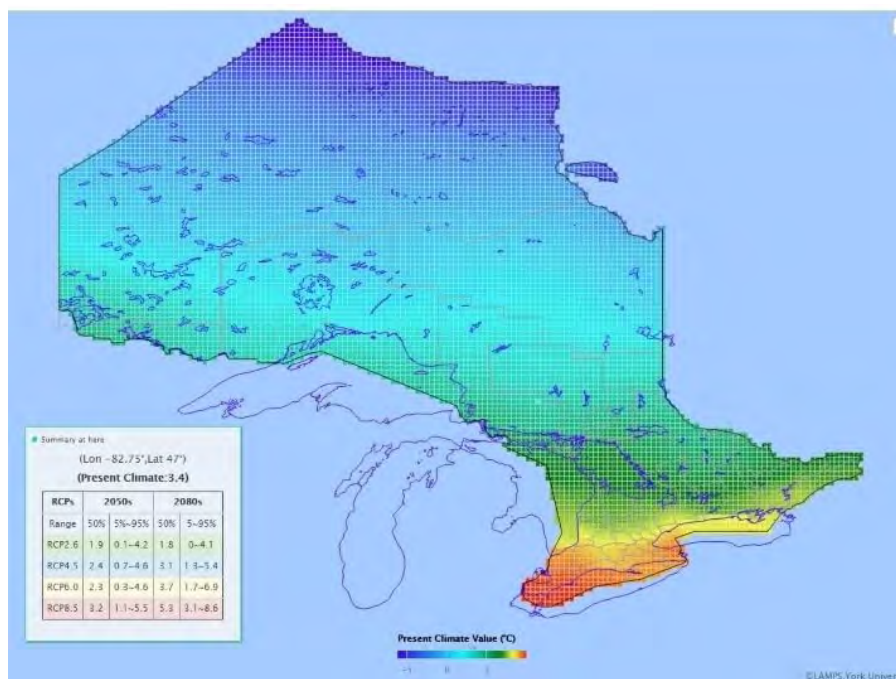 Summary at here
(Lon -82.75°,Lat 47°)
(Present Climate:3.4)
RCPs 2050s 2080s
Range 50% 5%~95% 50% 5~95%
RCP2.6 1.9 0.1~4.2 1.8 0~4.1
RCP4.5 2.4 0.7~4.6 3.1 1.3~5.4
RCP6.0 2.3 0.3~4.6 3.7 1.7~6.9
RCP8.5 3.2 1.1~5.5 5.3 3.1~8.6
Present Climate Value (°C)
-1 0
©LAMPS York Univer